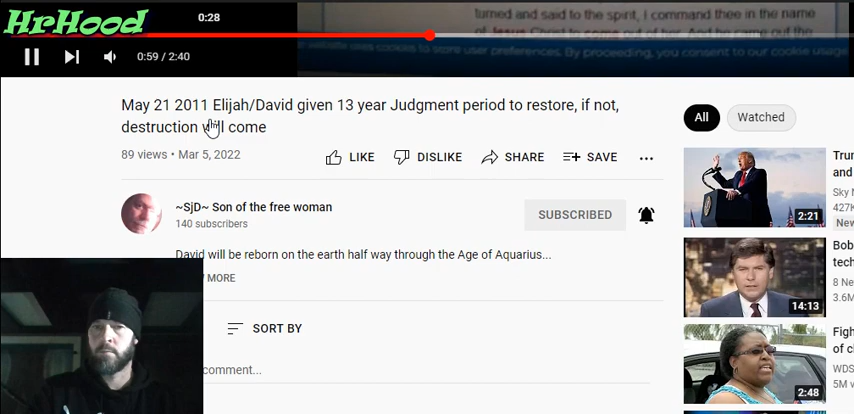 HrHood
0:28
turned and said to the spirit, I command thee in the name
of Jesus Christ to come out of her. And he came out the
website uses cookies to store user preferences. By proceeding, you consent to our cookie usage
0:59 / 2:40
May 21 2011 Elijah/David given 13 year Judgment period to restore, if not,
destruction will come
89 views • Mar 5, 2022
LIKE
DISLIKE
SHARE
SAVE
~SjD~ Son of the free woman
140 subscribers
SUBSCRIBED
David will be reborn on the earth half way through the Age of Aquarius...
MORE
SORT BY
comment...
All
Watched
2:21
Trum
and
Sky N
427K
New
14:13
Bob
tech
8 Ne
3.6M
2:48
Figh
of c
WDS
5M v